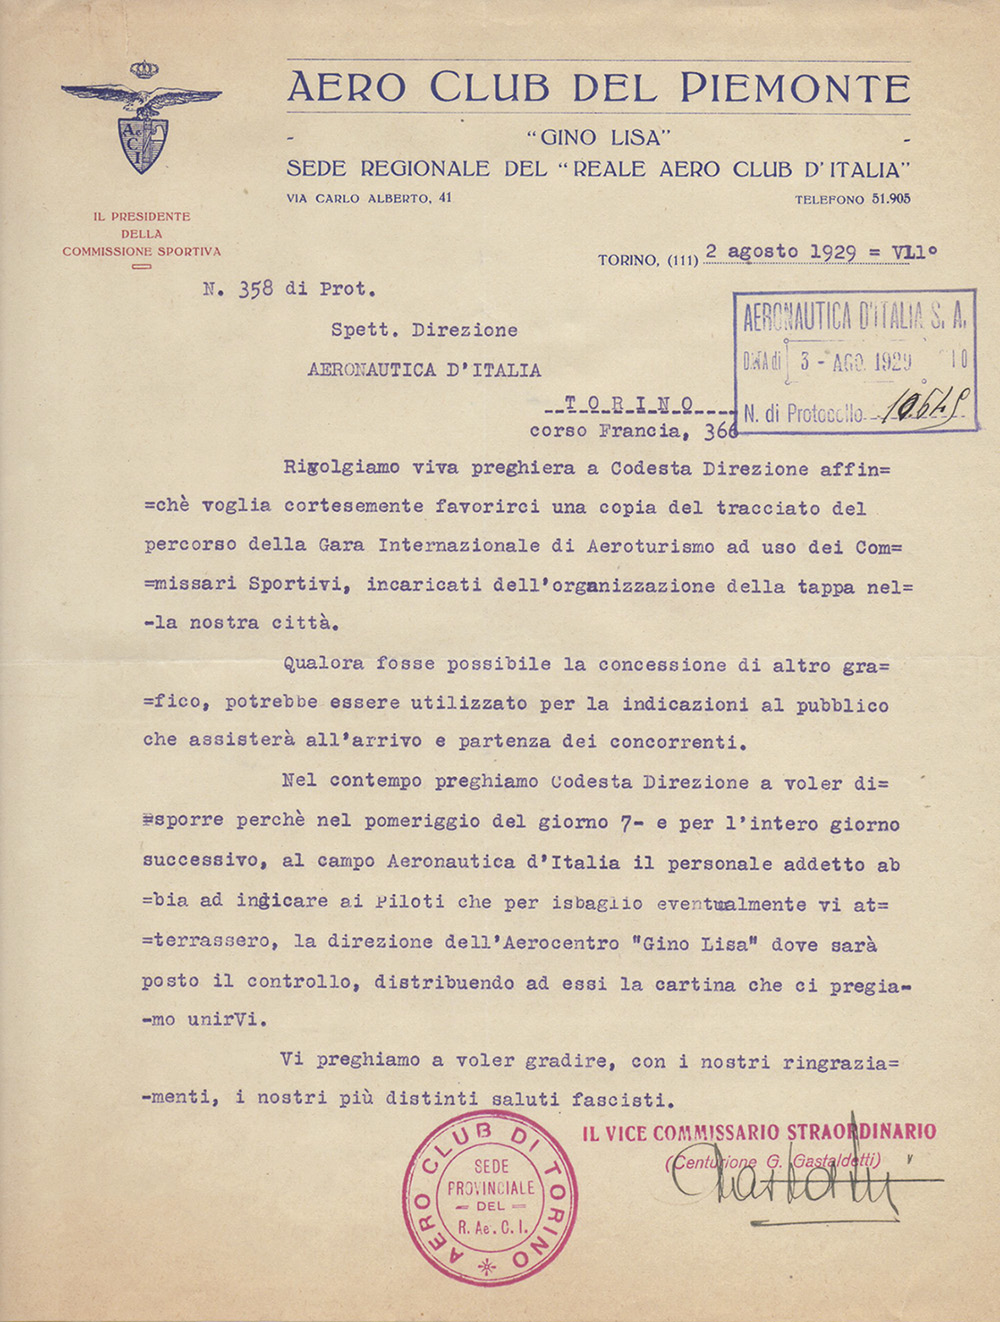 AeCI
AERO CLUB DEL PIEMONTE
- "GINO LISA" -
SEDE REGIONALE DEL "REALE AERO CLUB D'ITALIA"
VIA CARLO ALBERTO, 41 TELEFONO 51.905
IL PRESIDENTE
DELLA
COMMISSIONE SPORTIVA
TORINO, (111) 2 agosto 1929 = VLl°
N. 358 di Prot.
Spett. Direzione
AERONAUTICA D'ITALIA
__T_O_R_I_N_O____
corso Francia, 366
AERONAUTICA D'ITALIA S. A.
3 - AGO. 1929
N. di Protocollo 10645
Rigolgiamo viva preghiera a Codesta Direzione affin=
=chè voglia cortesemente favorirci una copia del tracciato del
percorso della Gara Internazionale di Aeroturismo ad uso dei Com=
=missari Sportivi, incaricati dell'organizzazione della tappa nel=
-la nostra città.
Qualora fosse possibile la concessione di altro gra=
=fico, potrebbe essere utilizzato per la indicazioni al pubblico
che assisterà all'arrivo e partenza dei concorrenti.
Nel contempo preghiamo Codesta Direzione a voler di=
=sporre perchè nel pomeriggio del giorno 7- e per l'intero giorno
successivo, al campo Aeronautica d'Italia il personale addetto ab
=bia ad indicare ai Piloti che per isbaglio eventualmente vi at=
=terrassero, la direzione dell'Aerocentro "Gino Lisa" dove sarà
posto il controllo, distribuendo ad essi la cartina che ci pregia-
-mo unirVi.
Vi preghiamo a voler gradire, con i nostri ringrazia=
-menti, i nostri più distinti saluti fascisti.
IL VICE COMMISSARIO STRAORDINARIO
(Centurione G. Gastaldetti)
AERO CLUB DI TORINO
SEDE
PROVINCIALE
= DEL =
R. Ae. C. I.